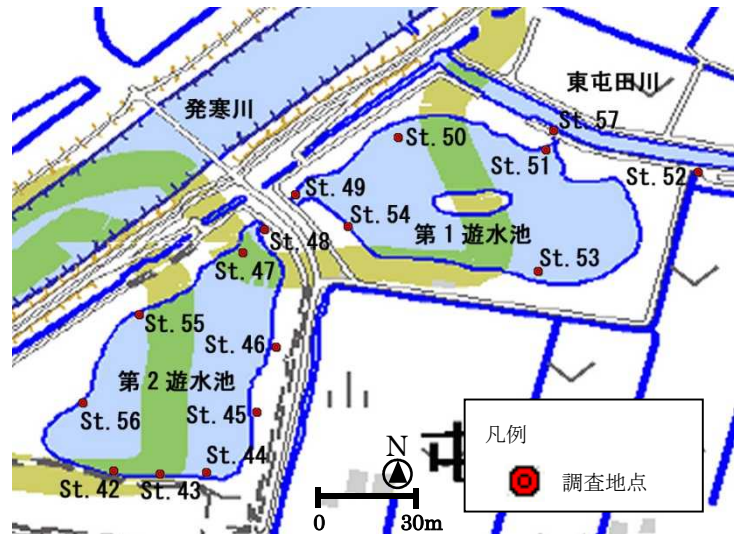 発寒川
東屯田川
St. 50
St. 57
St. 51
St. 52
St. 49
St. 54
第1遊水池
St. 53
St. 48
St. 47
St. 55
St. 46
第2遊水池
St. 56
St. 45
St. 44
St. 42
St. 43
N
0
30m
凡例
調査地点